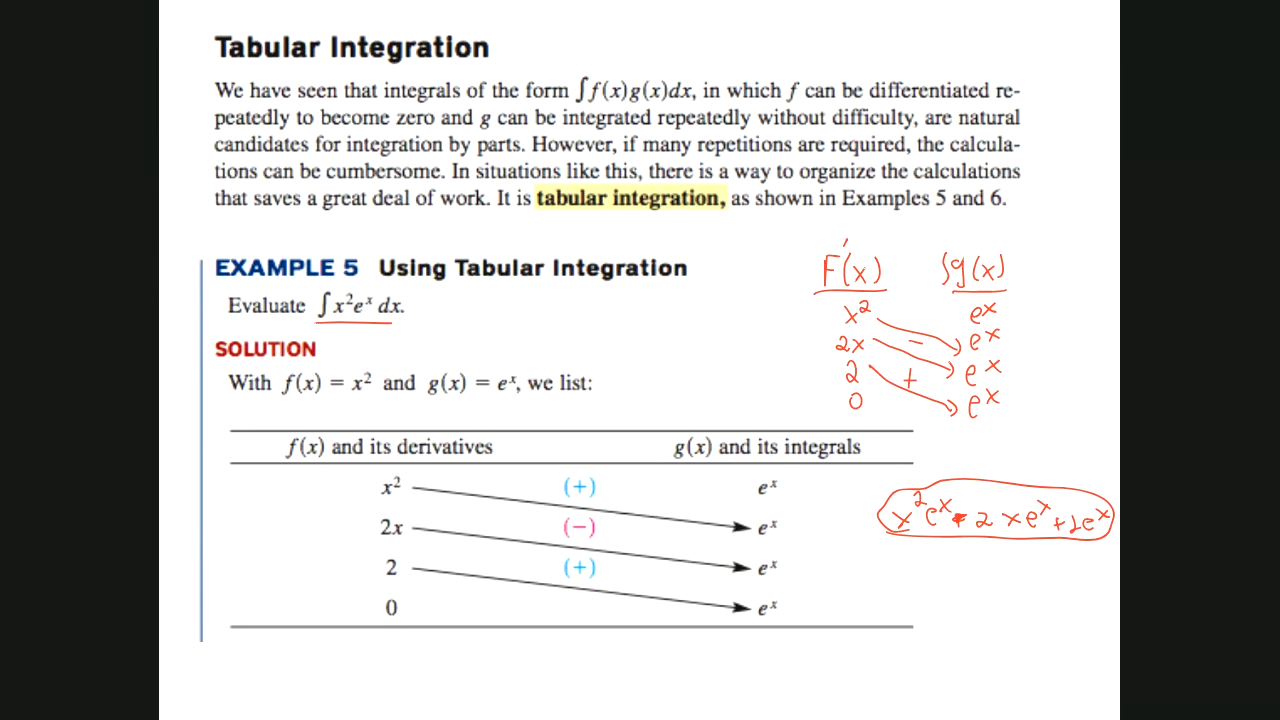 Tabular Integration
We have seen that integrals of the form ∫f(x)g(x)dx, in which f can be differentiated re-
peatedly to become zero and g can be integrated repeatedly without difficulty, are natural
candidates for integration by parts. However, if many repetitions are required, the calcula-
tions can be cumbersome. In situations like this, there is a way to organize the calculations
that saves a great deal of work. It is tabular integration, as shown in Examples 5 and 6.
EXAMPLE 5 Using Tabular Integration
Evaluate ∫x²eˣ dx.
SOLUTION
With f(x) = x² and g(x) = eˣ, we list:
F'(x) ∫g(x)
x² eˣ
2x − eˣ
2 + eˣ
0 eˣ
f(x) and its derivatives g(x) and its integrals
x² (+) eˣ
2x (−) eˣ
2 (+) eˣ
0 eˣ
x²eˣ - 2xeˣ + 2eˣ